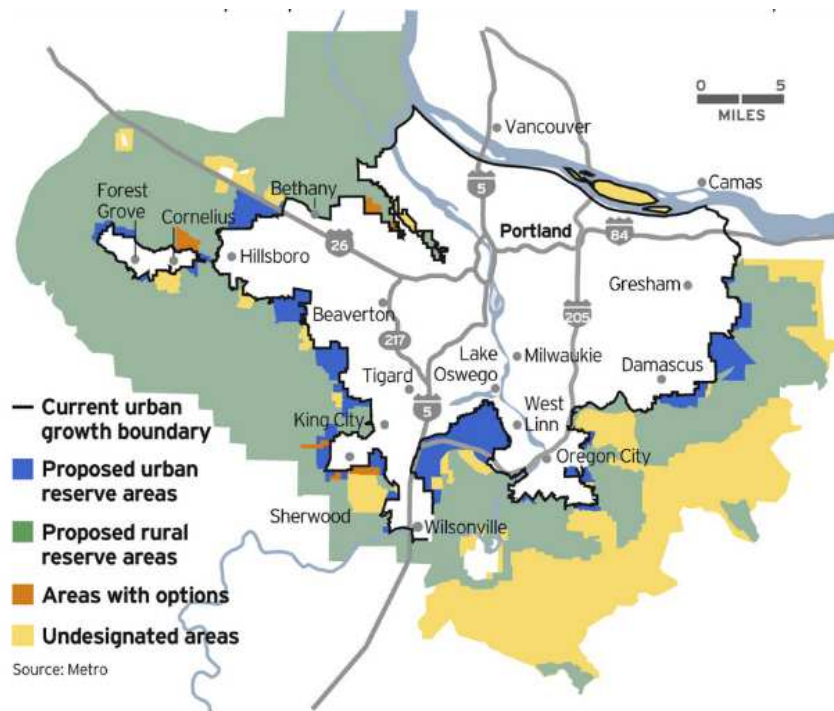 0 5
MILES
Vancouver
Camas
5
Bethany
Forest
Grove
Cornelius
26
Portland
84
Hillsboro
Gresham
Beaverton
205
217
Milwaukie
Lake
Oswego
Damascus
Tigard
West
Linn
5
King City
Oregon City
Sherwood
Wilsonville
Current urban
growth boundary
Proposed urban
reserve areas
Proposed rural
reserve areas
Areas with options
Undesignated areas
Source: Metro